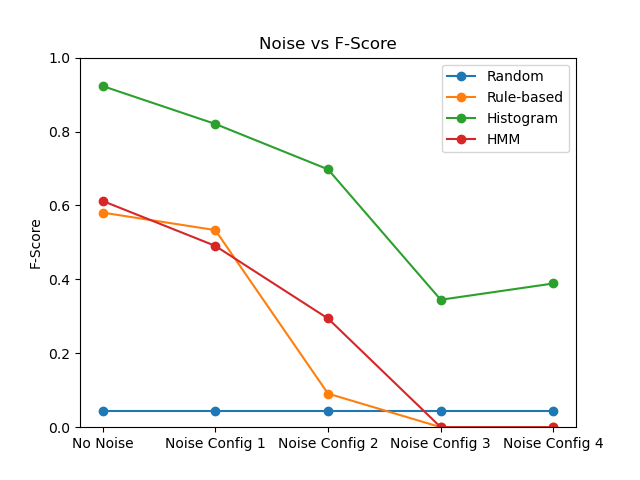 Noise vs F-Score
F-Score
1.0
0.8
0.6
0.4
0.2
0.0
Random
Rule-based
Histogram
HMM
No Noise
Noise Config 1
Noise Config 2
Noise Config 3
Noise Config 4